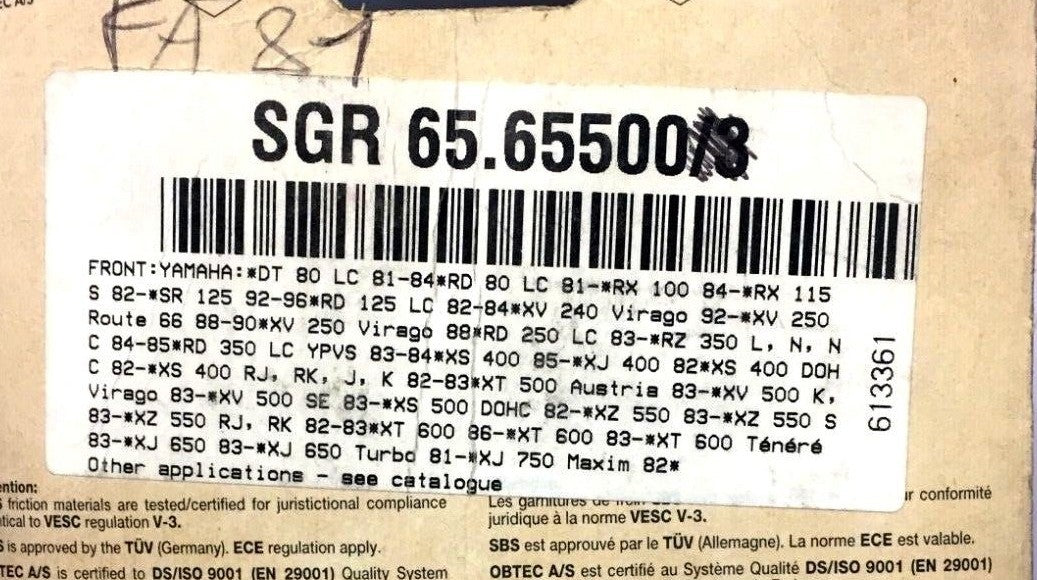 EC A/S
FA 81
SGR 65.65500/3
FRONT:YAMAHA:*DT 80 LC 81-84*RD 80 LC 81-*RX 100 84-*RX 115
S 82-*SR 125 92-96*RD 125 LC 82-84*XV 240 Virago 92-*XV 250
Route 66 88-90*XV 250 Virago 88*RD 250 LC 83-*RZ 350 L, N, N
C 84-85*RD 350 LC YPVS 83-84*XS 400 85-*XJ 400 82*XS 400 DOH
C 82-*XS 400 RJ, RK, J, K 82-83*XT 500 Austria 83-*XV 500 K,
Virago 83-*XV 500 SE 83-*XS 500 DOHC 82-*XZ 550 83-*XZ 550 S
83-*XZ 550 RJ, RK 82-83*XT 600 86-*XT 600 83-*XT 600 Ténéré
83-*XJ 650 83-*XJ 650 Turbo 81-*XJ 750 Maxim 82*
Other applications - see catalogue
613361
ention:
S friction materials are tested/certified for juristictional compliance
ntical to VESC regulation V-3.
S is approved by the TÜV (Germany). ECE regulation apply.
TEC A/S is certified to DS/ISO 9001 (EN 29001) Quality System
Les garnitures de conformité
juridique à la norme VESC V-3.
SBS est approuvé par le TÜV (Allemagne). La norme ECE est valable.
OBTEC A/S est certifié au Système Qualité DS/ISO 9001 (EN 29001)